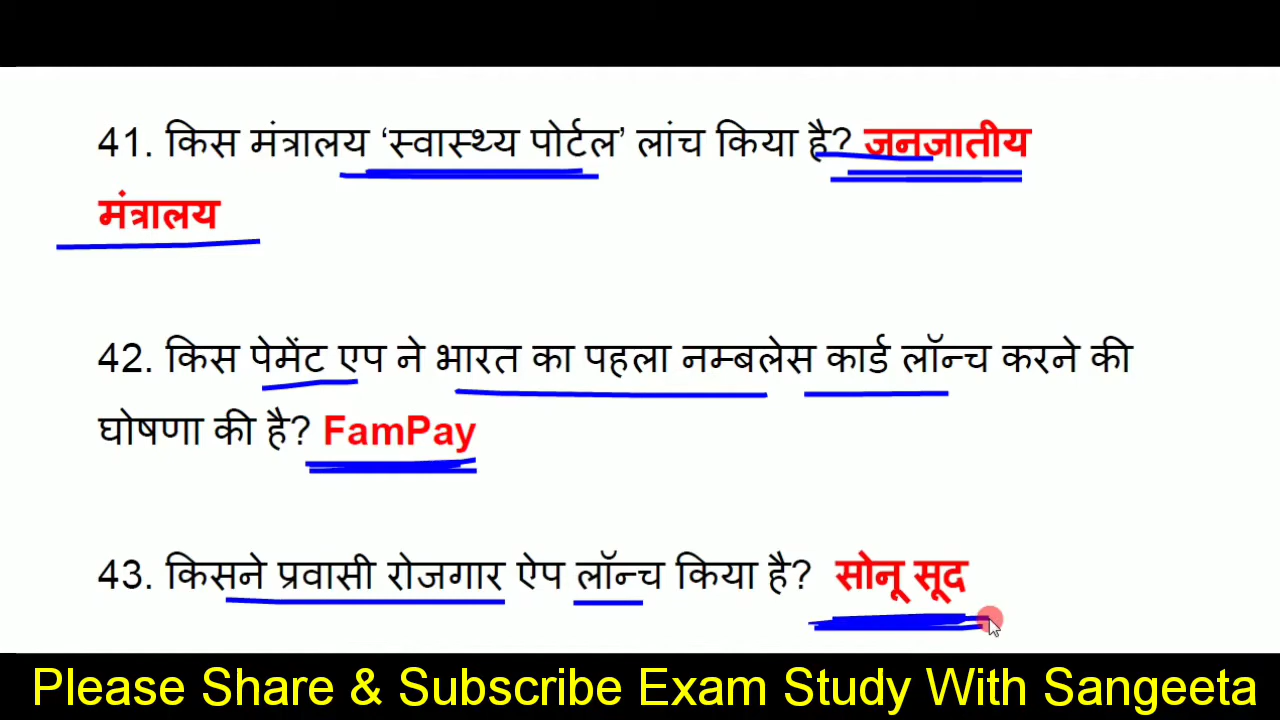 41. किस मंत्रालय ‘स्वास्थ्य पोर्टल’ लांच किया है? जनजातीय
मंत्रालय
42. किस पेमेंट एप ने भारत का पहला नम्बलेस कार्ड लॉन्च करने की
घोषणा की है? FamPay
43. किसने प्रवासी रोजगार ऐप लॉन्च किया है? सोनू सूद
Please Share & Subscribe Exam Study With Sangeeta